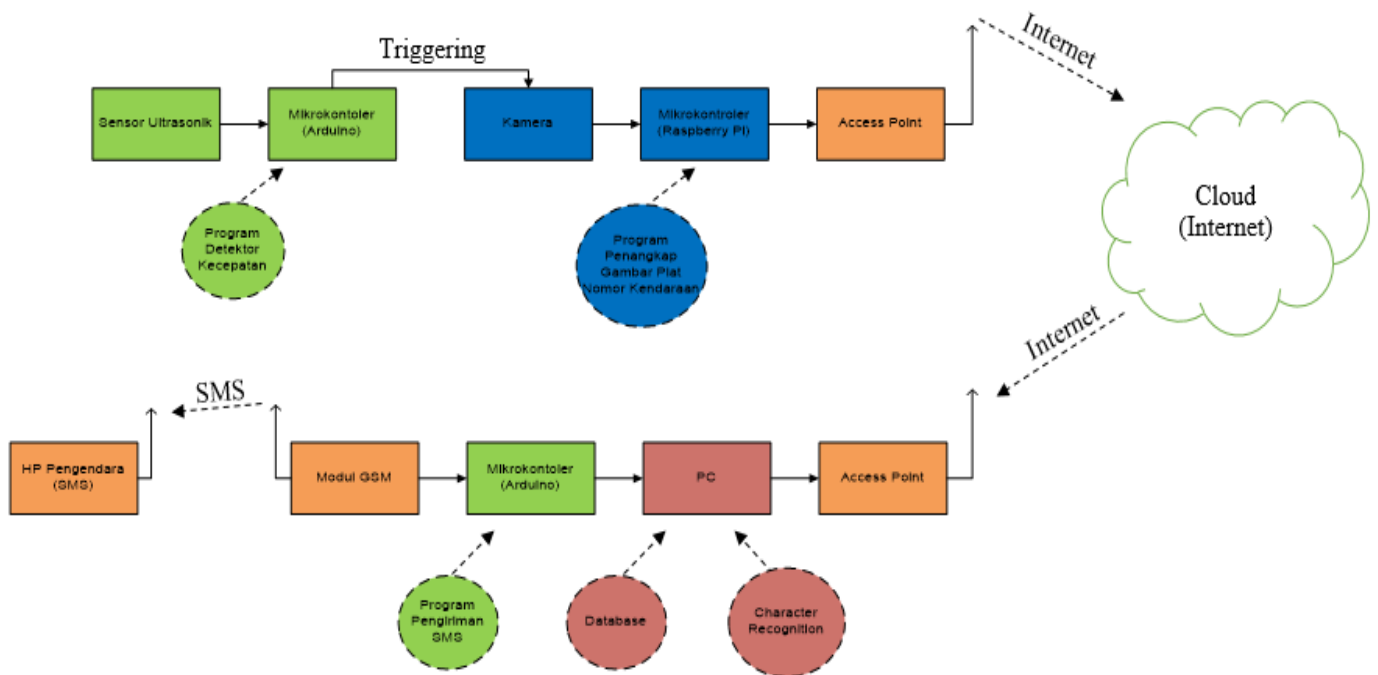 Triggering
Internet
Sensor Ultrasonik
Mikrokontoler
(Arduino)
Kamera
Mikrokontroler
(Raspberry Pi)
Access Point
Cloud
(Internet)
Program
Detektor
Kecepatan
Program
Penangkap
Gambar Plat
Nomor Kendaraan
Internet
SMS
HP Pengendara
(SMS)
Modul GSM
Mikrokontoler
(Arduino)
PC
Access Point
Program
Pengiriman
SMS
Database
Character
Recognition